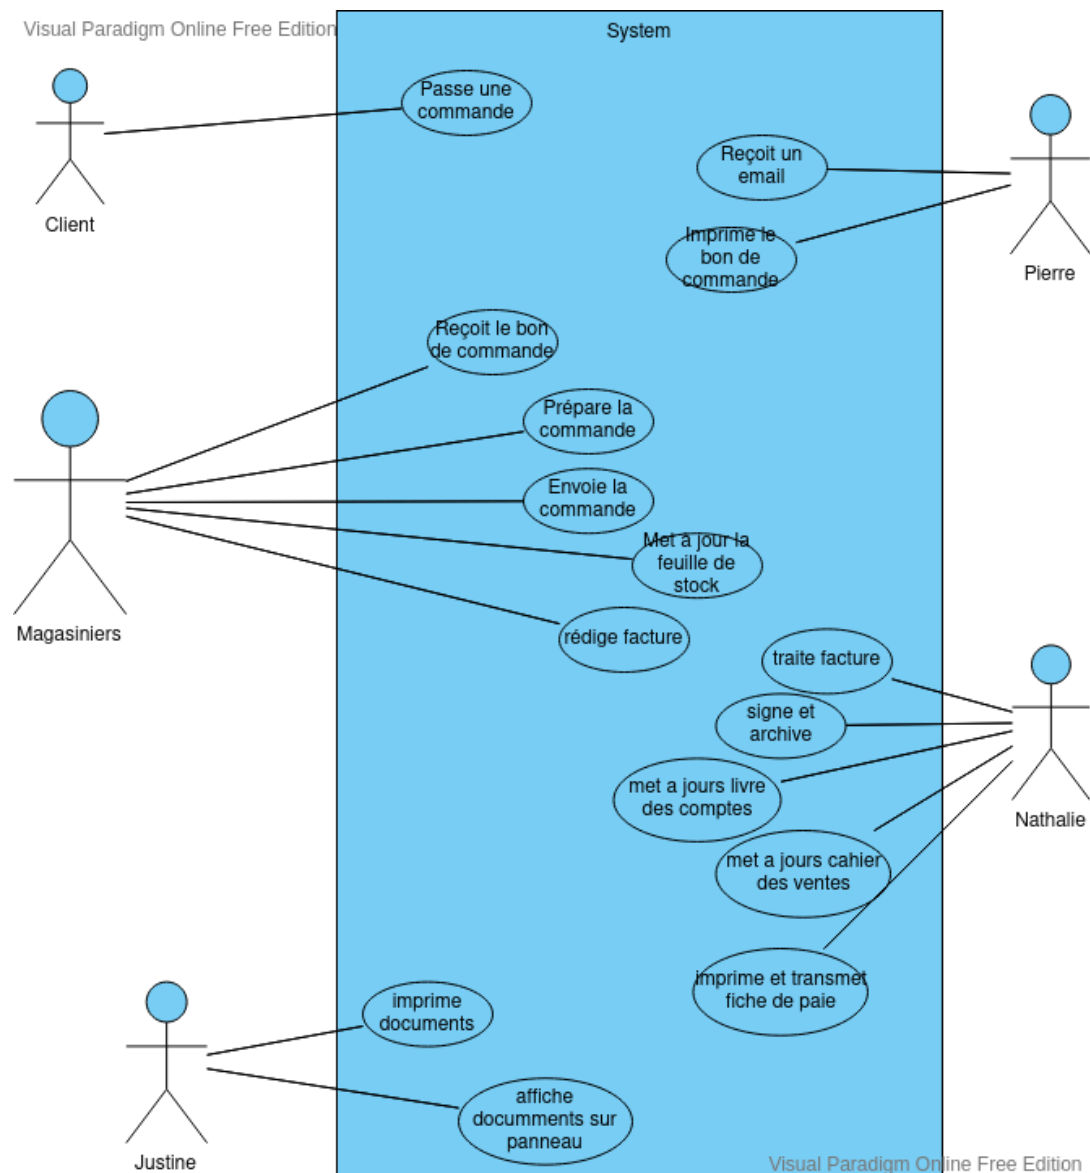 Visual Paradigm Online Free Edition
System
Passe une
commande
Client
Reçoit un
email
Imprime le
bon de
commande
Pierre
Reçoit le bon
de commande
Prépare la
commande
Envoie la
commande
Met à jour la
feuille de
stock
rédige facture
Magasiniers
traite facture
signe et
archive
met a jours livre
des comptes
met a jours cahier
des ventes
imprime et transmet
fiche de paie
Nathalie
imprime
documents
affiche
documments sur
panneau
Justine
Visual Paradigm Online Free Edition